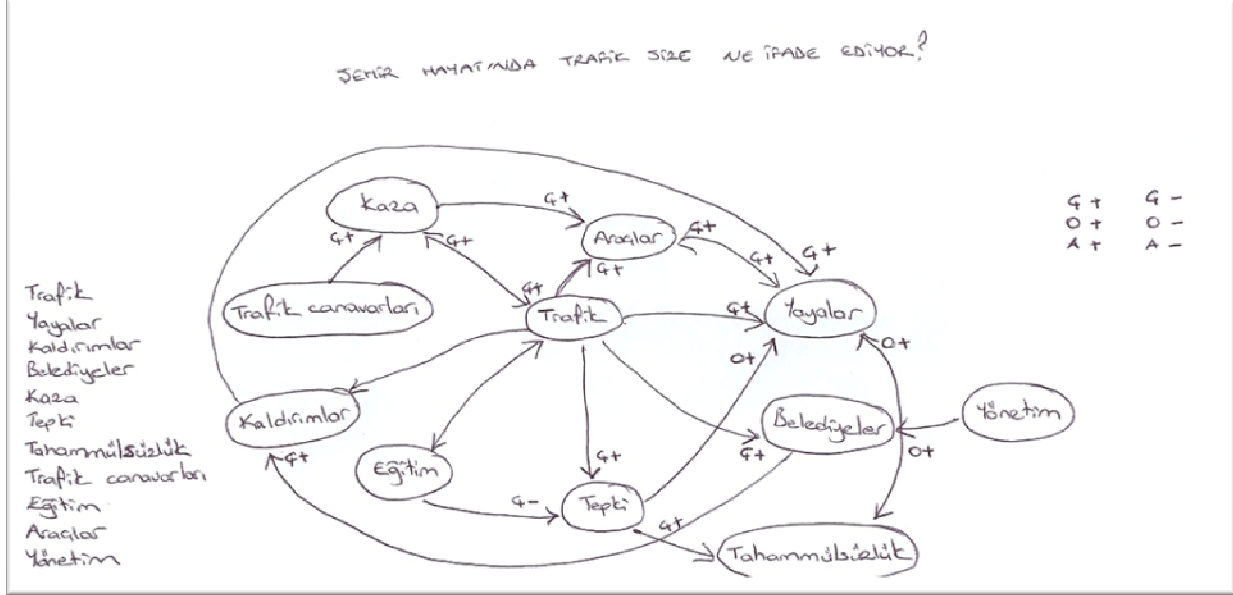 ŞEHİR HAYATINDA TRAFİK SİZE NE İFADE EDİYOR?
Kaza
Ç+
Araçlar
Ç+
Ç+
Ç+
Ç+
Ç+
Ç+
Ç+
Trafik canavarları
Trafik
Ç+
Yayalar
O+
O+
Kaldırımlar
Ç+
Eğitim
Ç-
Tepki
Ç+
Belediyeler
Ç+
Yönetim
O+
Ç+
Tahammülsüzlük
Ç+ Ç-
O+ O-
A+ A-
Trafik
Yayalar
Kaldırımlar
Belediyeler
Kaza
Tepki
Tahammülsüzlük
Trafik canavarları
Eğitim
Araçlar
Yönetim